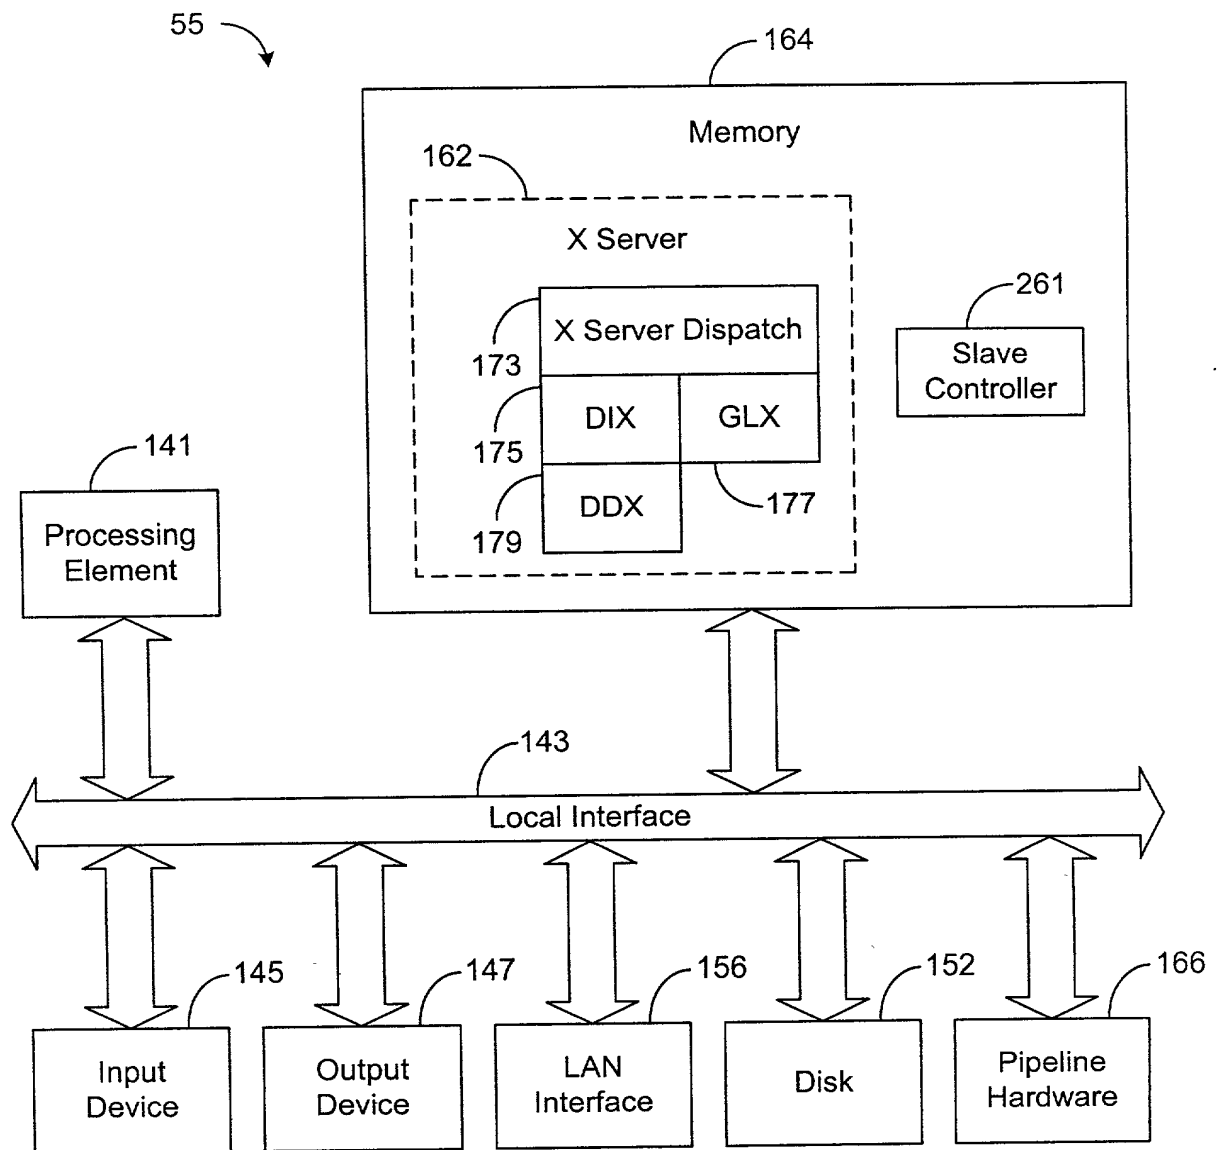 55
164
Memory
162
X Server
261
X Server Dispatch
173
Slave
Controller
DIX
GLX
175
141
177
DDX
179
Processing
Element
143
Local Interface
145
147
156
152
166
Input
Device
Output
Device
LAN
Interface
Disk
Pipeline
Hardware